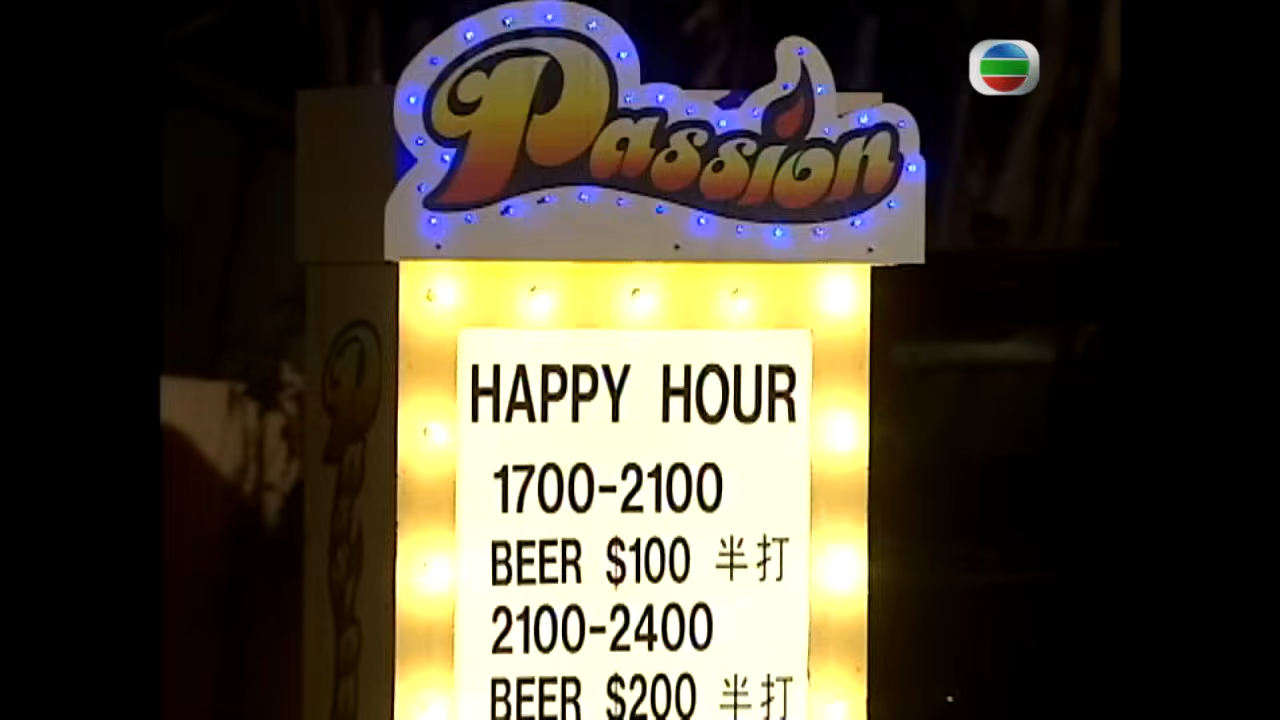 Passion
HAPPY HOUR
1700-2100
BEER $100 半打
2100-2400
BEER $200 半打